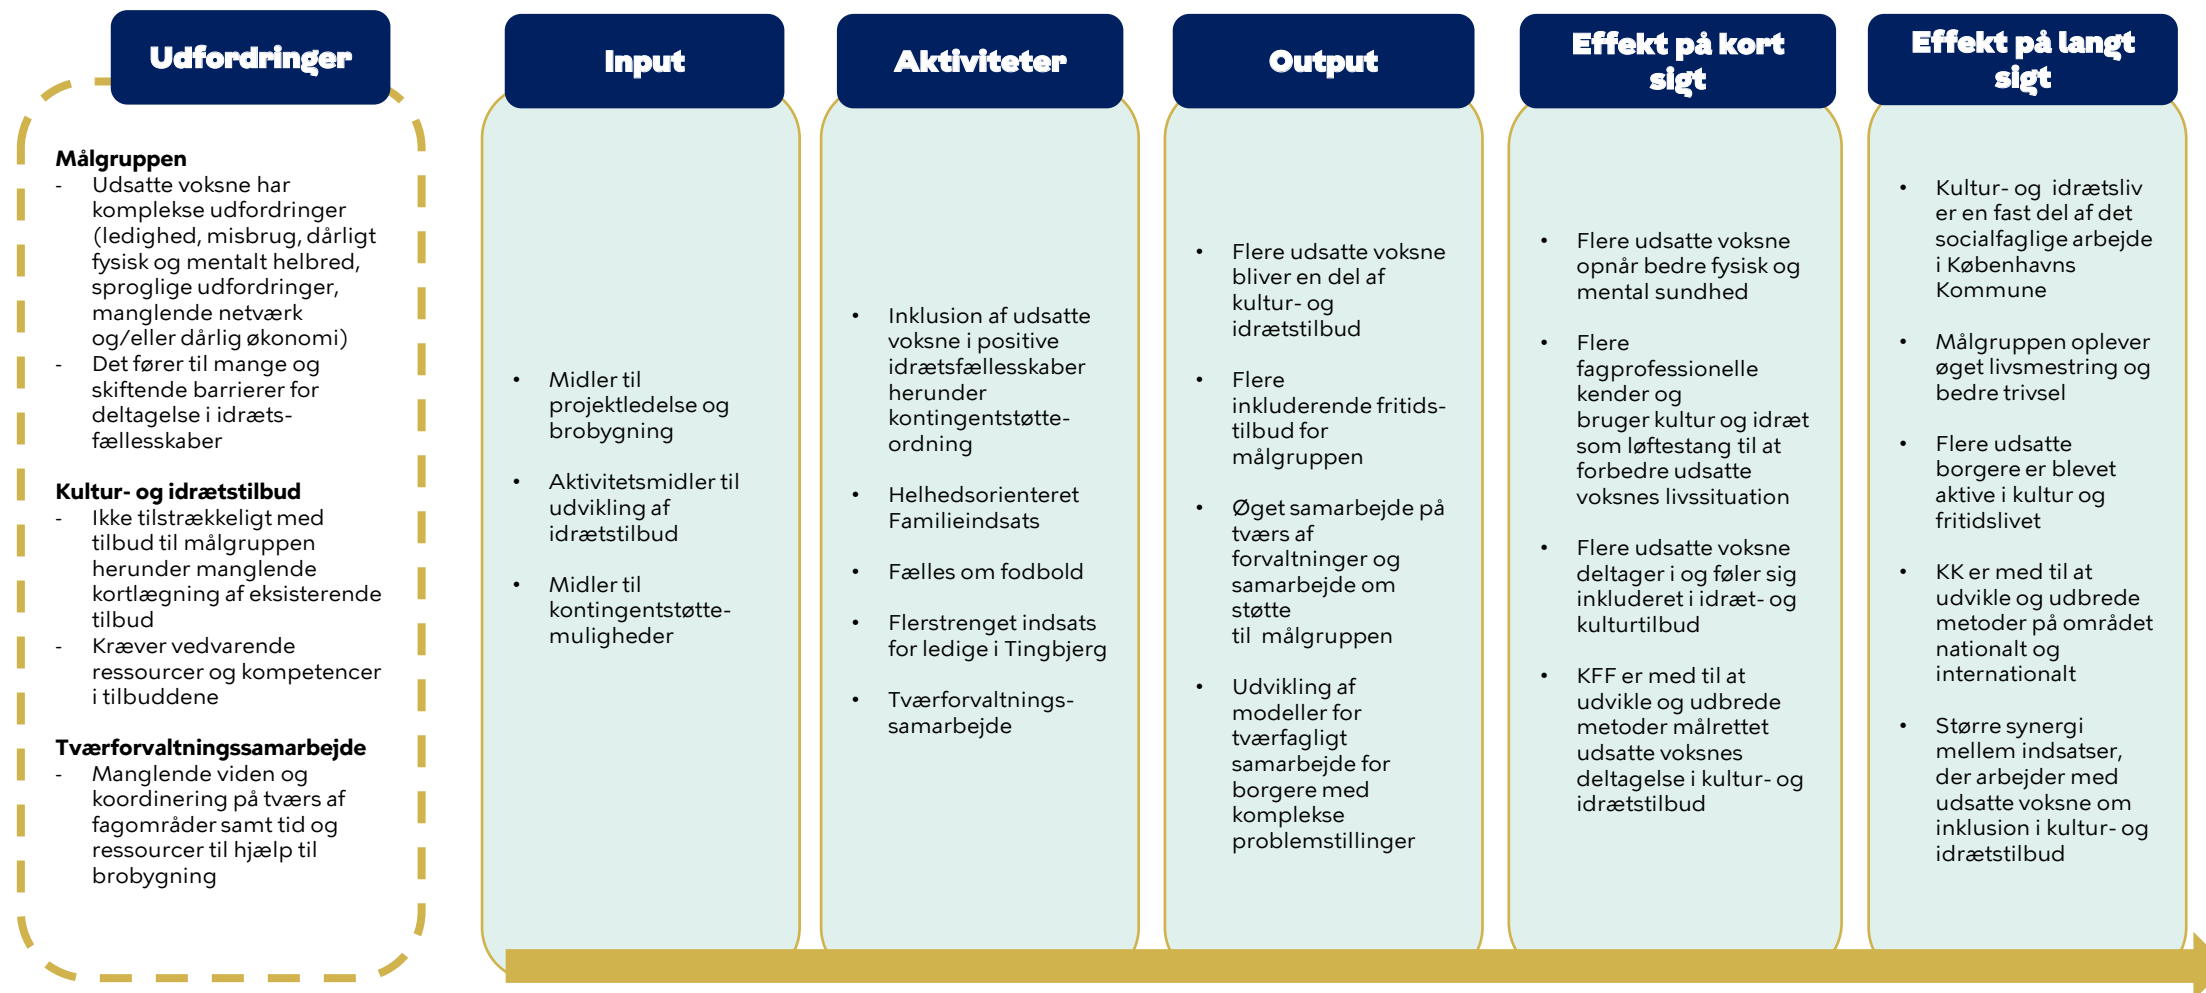 Udfordringer
Målgruppen
- Udsatte voksne har
komplekse udfordringer
(ledighed, misbrug, dårligt
fysisk og mentalt helbred,
sproglige udfordringer,
manglende netværk
og/eller dårlig økonomi)
- Det fører til mange og
skiftende barrierer for
deltagelse i idræts-
fællesskaber
Kultur- og idrætstilbud
- Ikke tilstrækkeligt med
tilbud til målgruppen
herunder manglende
kortlægning af eksisterende
tilbud
- Kræver vedvarende
ressourcer og kompetencer
i tilbuddene
Tværforvaltningssamarbejde
- Manglende viden og
koordinering på tværs af
fagområder samt tid og
ressourcer til hjælp til
brobygning
Input
• Midler til
projektledelse og
brobygning
• Aktivitetsmidler til
udvikling af
idrætstilbud
• Midler til
kontingentstøtte-
muligheder
Aktiviteter
• Inklusion af udsatte
voksne i positive
idrætsfællesskaber
herunder
kontingentstøtte-
ordning
• Helhedsorienteret
Familieindsats
• Fælles om fodbold
• Flerstrenget indsats
for ledige i Tingbjerg
• Tværforvaltnings-
samarbejde
Output
• Flere udsatte voksne
bliver en del af
kultur- og
idrætstilbud
• Flere
inkluderende fritids-
tilbud for
målgruppen
• Øget samarbejde på
tværs af
forvaltninger og
samarbejde om
støtte
til målgruppen
• Udvikling af
modeller for
tværfagligt
samarbejde for
borgere med
komplekse
problemstillinger
Effekt på kort
sigt
• Flere udsatte voksne
opnår bedre fysisk og
mental sundhed
• Flere
fagprofessionelle
kender og
bruger kultur og idræt
som løftestang til at
forbedre udsatte
voksnes livssituation
• Flere udsatte voksne
deltager i og føler sig
inkluderet i idræt- og
kulturtilbud
• KFF er med til at
udvikle og udbrede
metoder målrettet
udsatte voksnes
deltagelse i kultur- og
idrætstilbud
Effekt på langt
sigt
• Kultur- og idrætsliv
er en fast del af det
socialfaglige arbejde
i Københavns
Kommune
• Målgruppen oplever
øget livsmestring og
bedre trivsel
• Flere udsatte
borgere er blevet
aktive i kultur og
fritidslivet
• KK er med til at
udvikle og udbrede
metoder på området
nationalt og
internationalt
• Større synergi
mellem indsatser,
der arbejder med
udsatte voksne om
inklusion i kultur- og
idrætstilbud